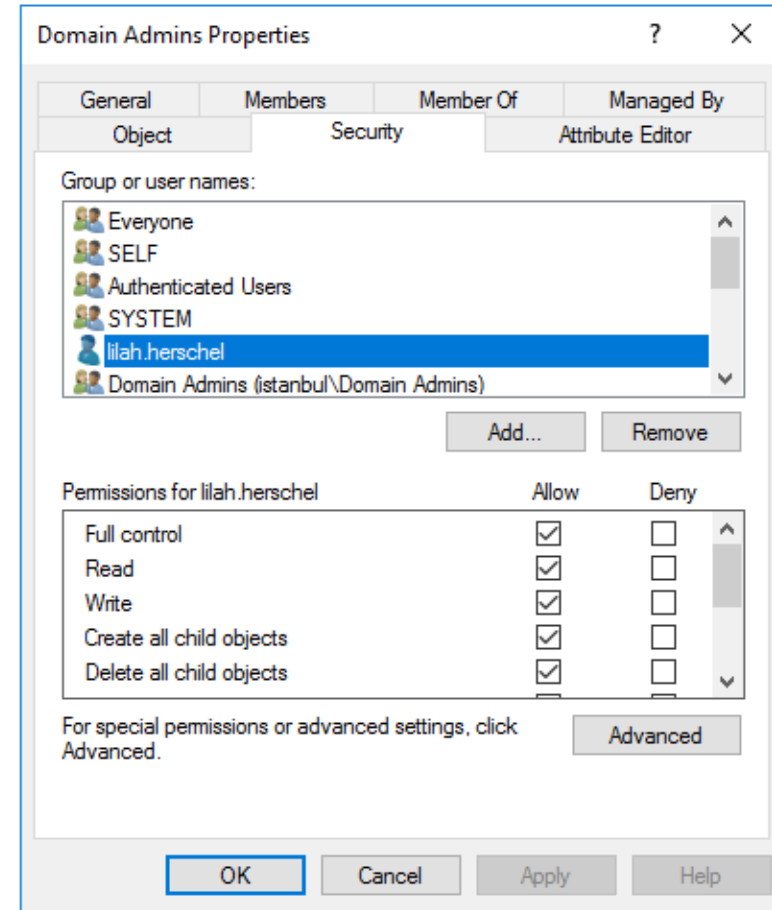 Domain Admins Properties ?
General Members Member Of Managed By
Object Security Attribute Editor
Group or user names:
Everyone
SELF
Authenticated Users
SYSTEM
lilah.herschel
Domain Admins (istanbul\Domain Admins)
Add... Remove
Permissions for lilah.herschel Allow Deny
Full control
Read
Write
Create all child objects
Delete all child objects
For special permissions or advanced settings, click
Advanced.
Advanced
OK Cancel Apply Help